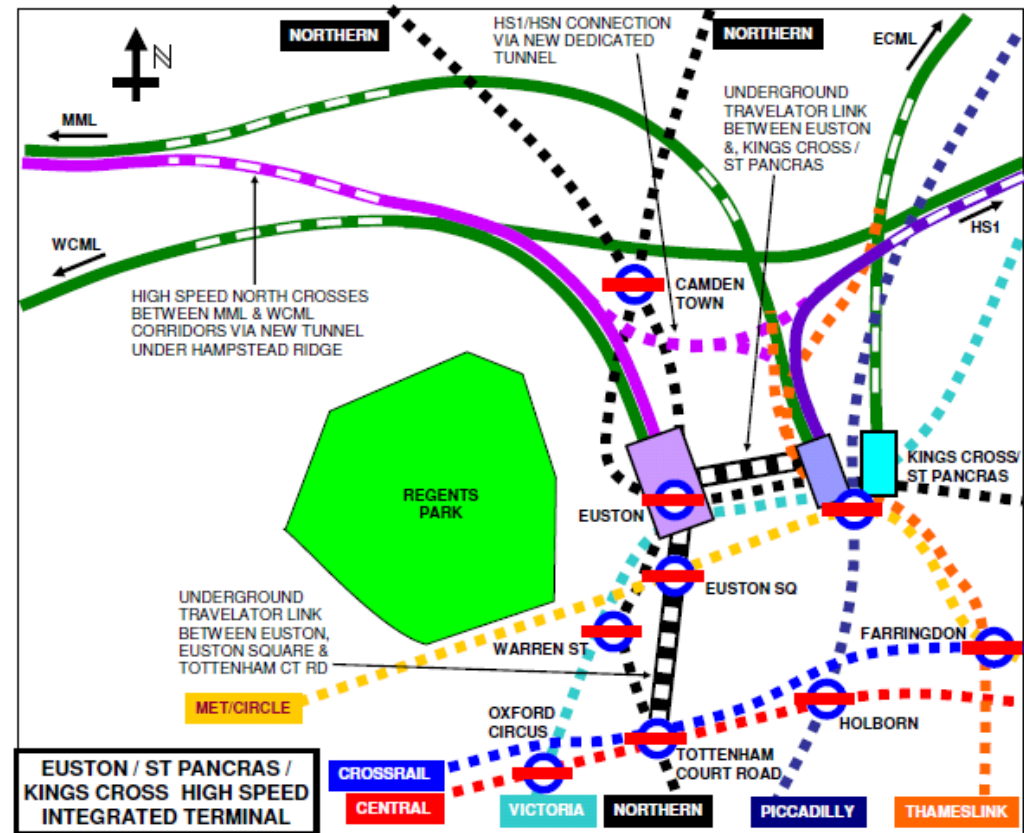 NORTHERN
HS1/HSN CONNECTION
VIA NEW DEDICATED
TUNNEL
NORTHERN
ECML
N
UNDERGROUND
TRAVELATOR LINK
BETWEEN EUSTON
&, KINGS CROSS /
ST PANCRAS
MML
WCML
HS1
HIGH SPEED NORTH CROSSES
BETWEEN MML & WCML
CORRIDORS VIA NEW TUNNEL
UNDER HAMPSTEAD RIDGE
CAMDEN
TOWN
REGENTS
PARK
EUSTON
KINGS CROSS/
ST PANCRAS
EUSTON SQ
UNDERGROUND
TRAVELATOR LINK
BETWEEN EUSTON,
EUSTON SQUARE &
TOTTENHAM CT RD
WARREN ST
FARRINGDON
MET/CIRCLE
OXFORD
CIRCUS
HOLBORN
TOTTENHAM
COURT ROAD
EUSTON / ST PANCRAS /
KINGS CROSS HIGH SPEED
INTEGRATED TERMINAL
CROSSRAIL
CENTRAL
VICTORIA
NORTHERN
PICCADILLY
THAMESLINK